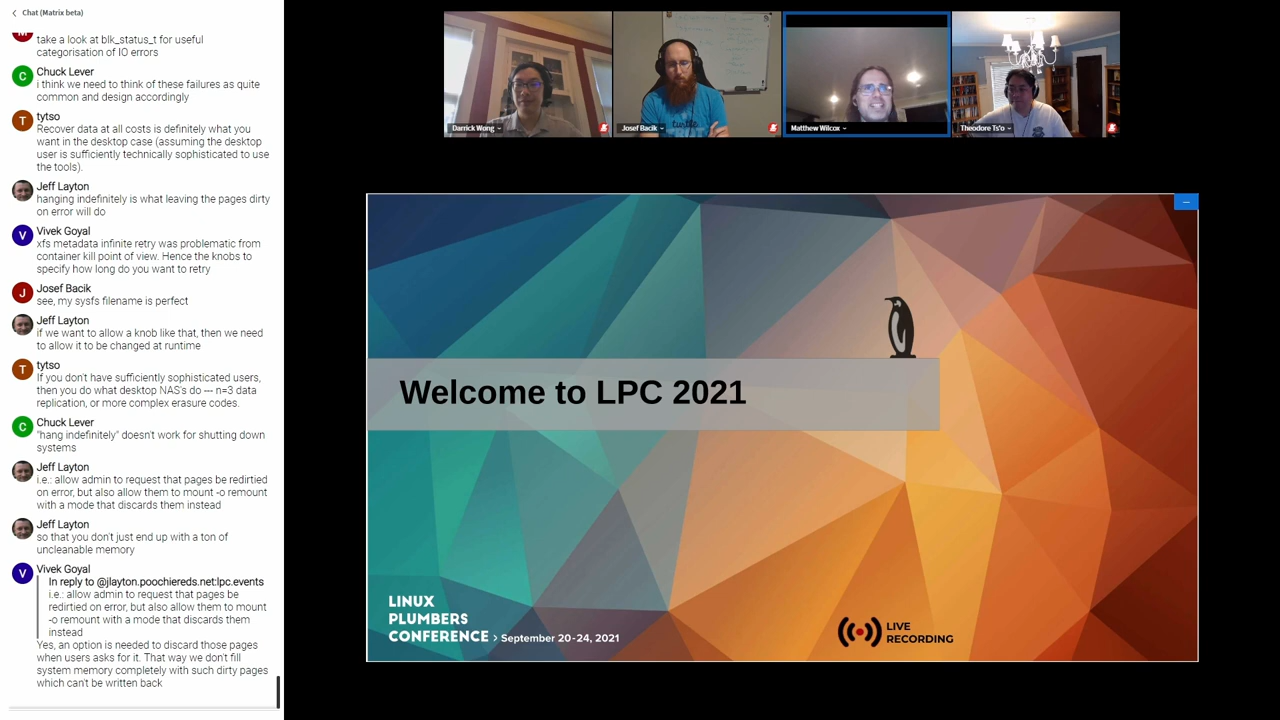 Chat (Matrix beta)
take a look at blk_status_t for useful
categorisation of IO errors
C
Chuck Lever
i think we need to think of these failures as quite
common and design accordingly
T
tytso
Recover data at all costs is definitely what you
want in the desktop case (assuming the desktop
user is sufficiently technically sophisticated to use
the tools).
Jeff Layton
hanging indefinitely is what leaving the pages dirty
on error will do
V
Vivek Goyal
xfs metadata infinite retry was problematic from
container kill point of view. Hence the knobs to
specify how long do you want to retry
J
Josef Bacik
see, my sysfs filename is perfect
Jeff Layton
if we want to allow a knob like that, then we need
to allow it to be changed at runtime
T
tytso
If you don't have sufficiently sophisticated users,
then you do what desktop NAS's do --- n=3 data
replication, or more complex erasure codes.
C
Chuck Lever
"hang indefinitely" doesn't work for shutting down
systems
Jeff Layton
i.e.: allow admin to request that pages be redirtied
on error, but also allow them to mount -o remount
with a mode that discards them instead
Jeff Layton
so that you don't just end up with a ton of
uncleanable memory
V
Vivek Goyal
In reply to @jlayton.poochiereds.net:lpc.events
i.e.: allow admin to request that pages be
redirtied on error, but also allow them to mount
-o remount with a mode that discards them
instead
Yes, an option is needed to discard those pages
when users asks for it. That way we don't fill
system memory completely with such dirty pages
which can't be written back
Darrick Wong
Josef Bacik
Matthew Wilcox
Theodore Ts'o
Welcome to LPC 2021
LINUX
PLUMBERS
CONFERENCE > September 20-24, 2021
LIVE
RECORDING